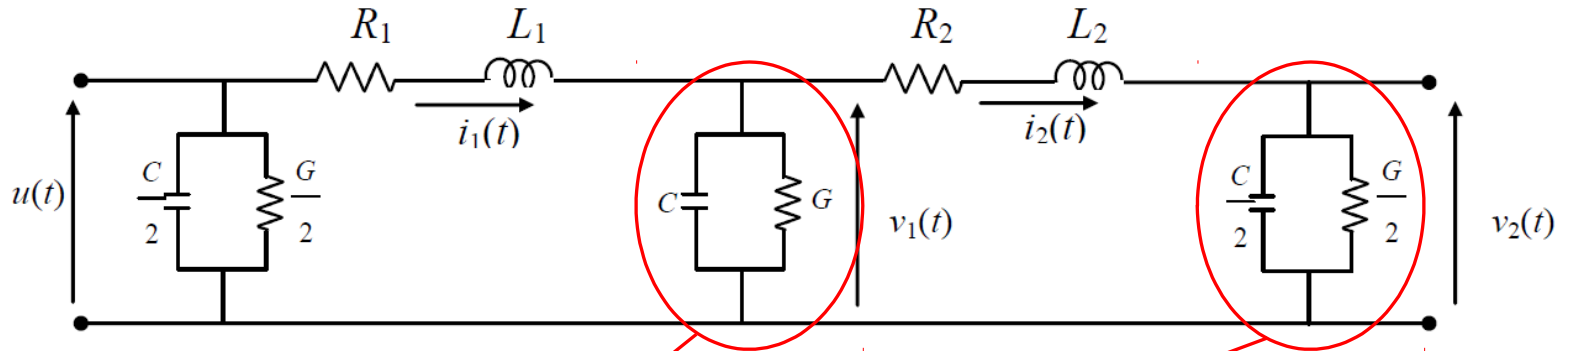 R₁
L₁
R₂
L₂
i₁(t)
i₂(t)
u(t)
C
2
G
2
C
G
v₁(t)
C
2
G
2
v₂(t)